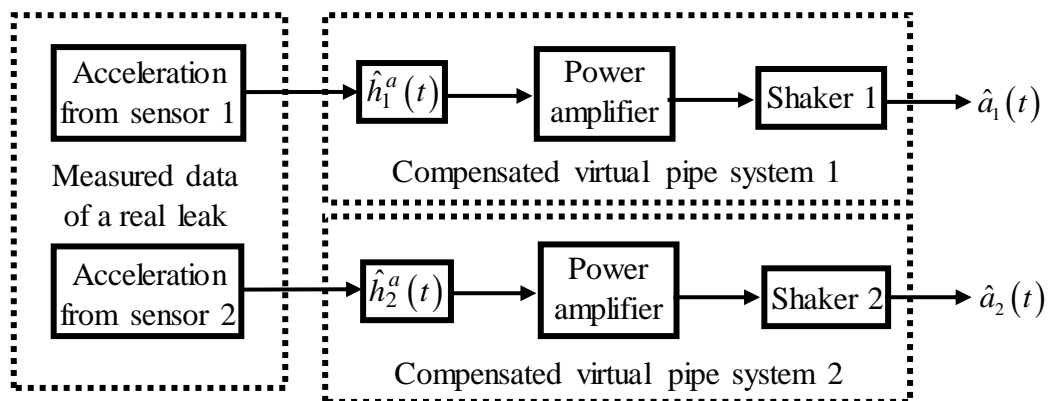 Acceleration
from sensor 1
ĥ₁ᵃ(t)
Power
amplifier
Shaker 1
â₁(t)
Compensated virtual pipe system 1
Measured data
of a real leak
Acceleration
from sensor 2
ĥ₂ᵃ(t)
Power
amplifier
Shaker 2
â₂(t)
Compensated virtual pipe system 2